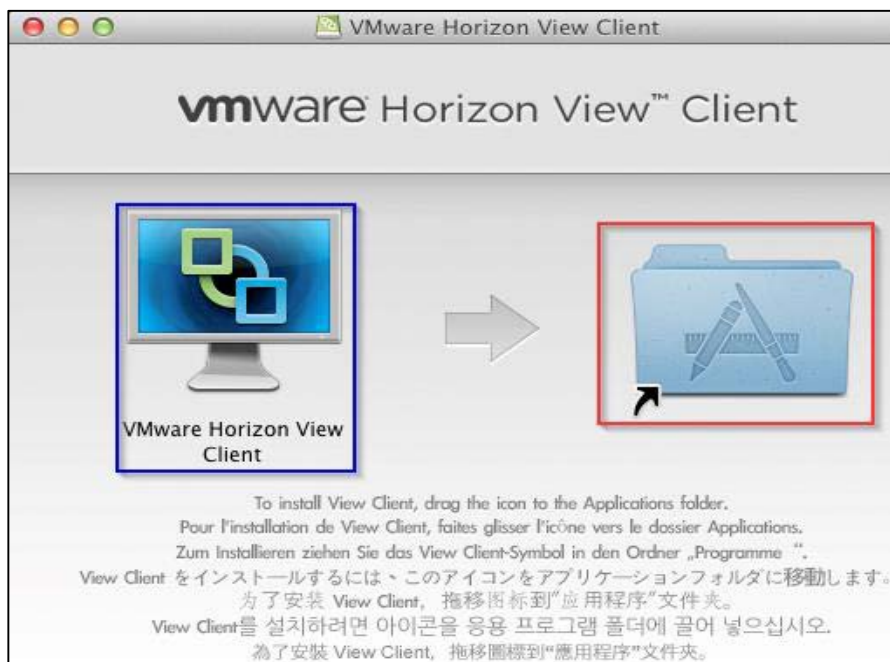 VMware Horizon View Client
vmware Horizon View™ Client
VMware Horizon View
Client
To install View Client, drag the icon to the Applications folder.
Pour l'installation de View Client, faites glisser l'icône vers le dossier Applications.
Zum Installieren ziehen Sie das View Client-Symbol in den Ordner „Programme “.
View Client をインストールするには、このアイコンをアプリケーションフォルダに移動します。
为了安装 View Client, 拖移图标到"应用程序"文件夹。
View Client를 설치하려면 아이콘을 응용 프로그램 폴더에 끌어 넣으십시오.
為了安裝 View Client, 拖移圖標到“應用程序”文件夾。